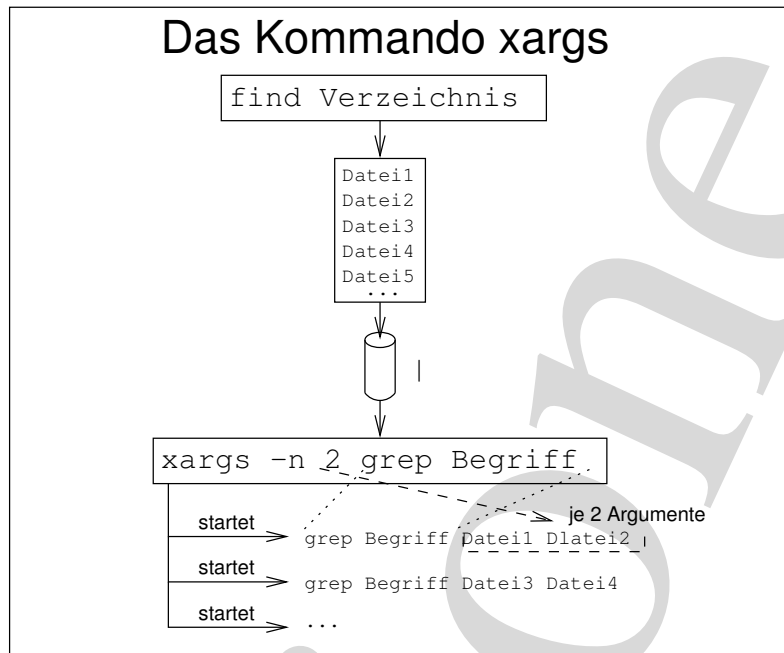 Das Kommando xargs
find Verzeichnis
Datei1
Datei2
Datei3
Datei4
Datei5
...
|
xargs -n 2 grep Begriff
startet
je 2 Argumente
grep Begriff Datei1 Dlatei2
startet
grep Begriff Datei3 Datei4
startet
...
one